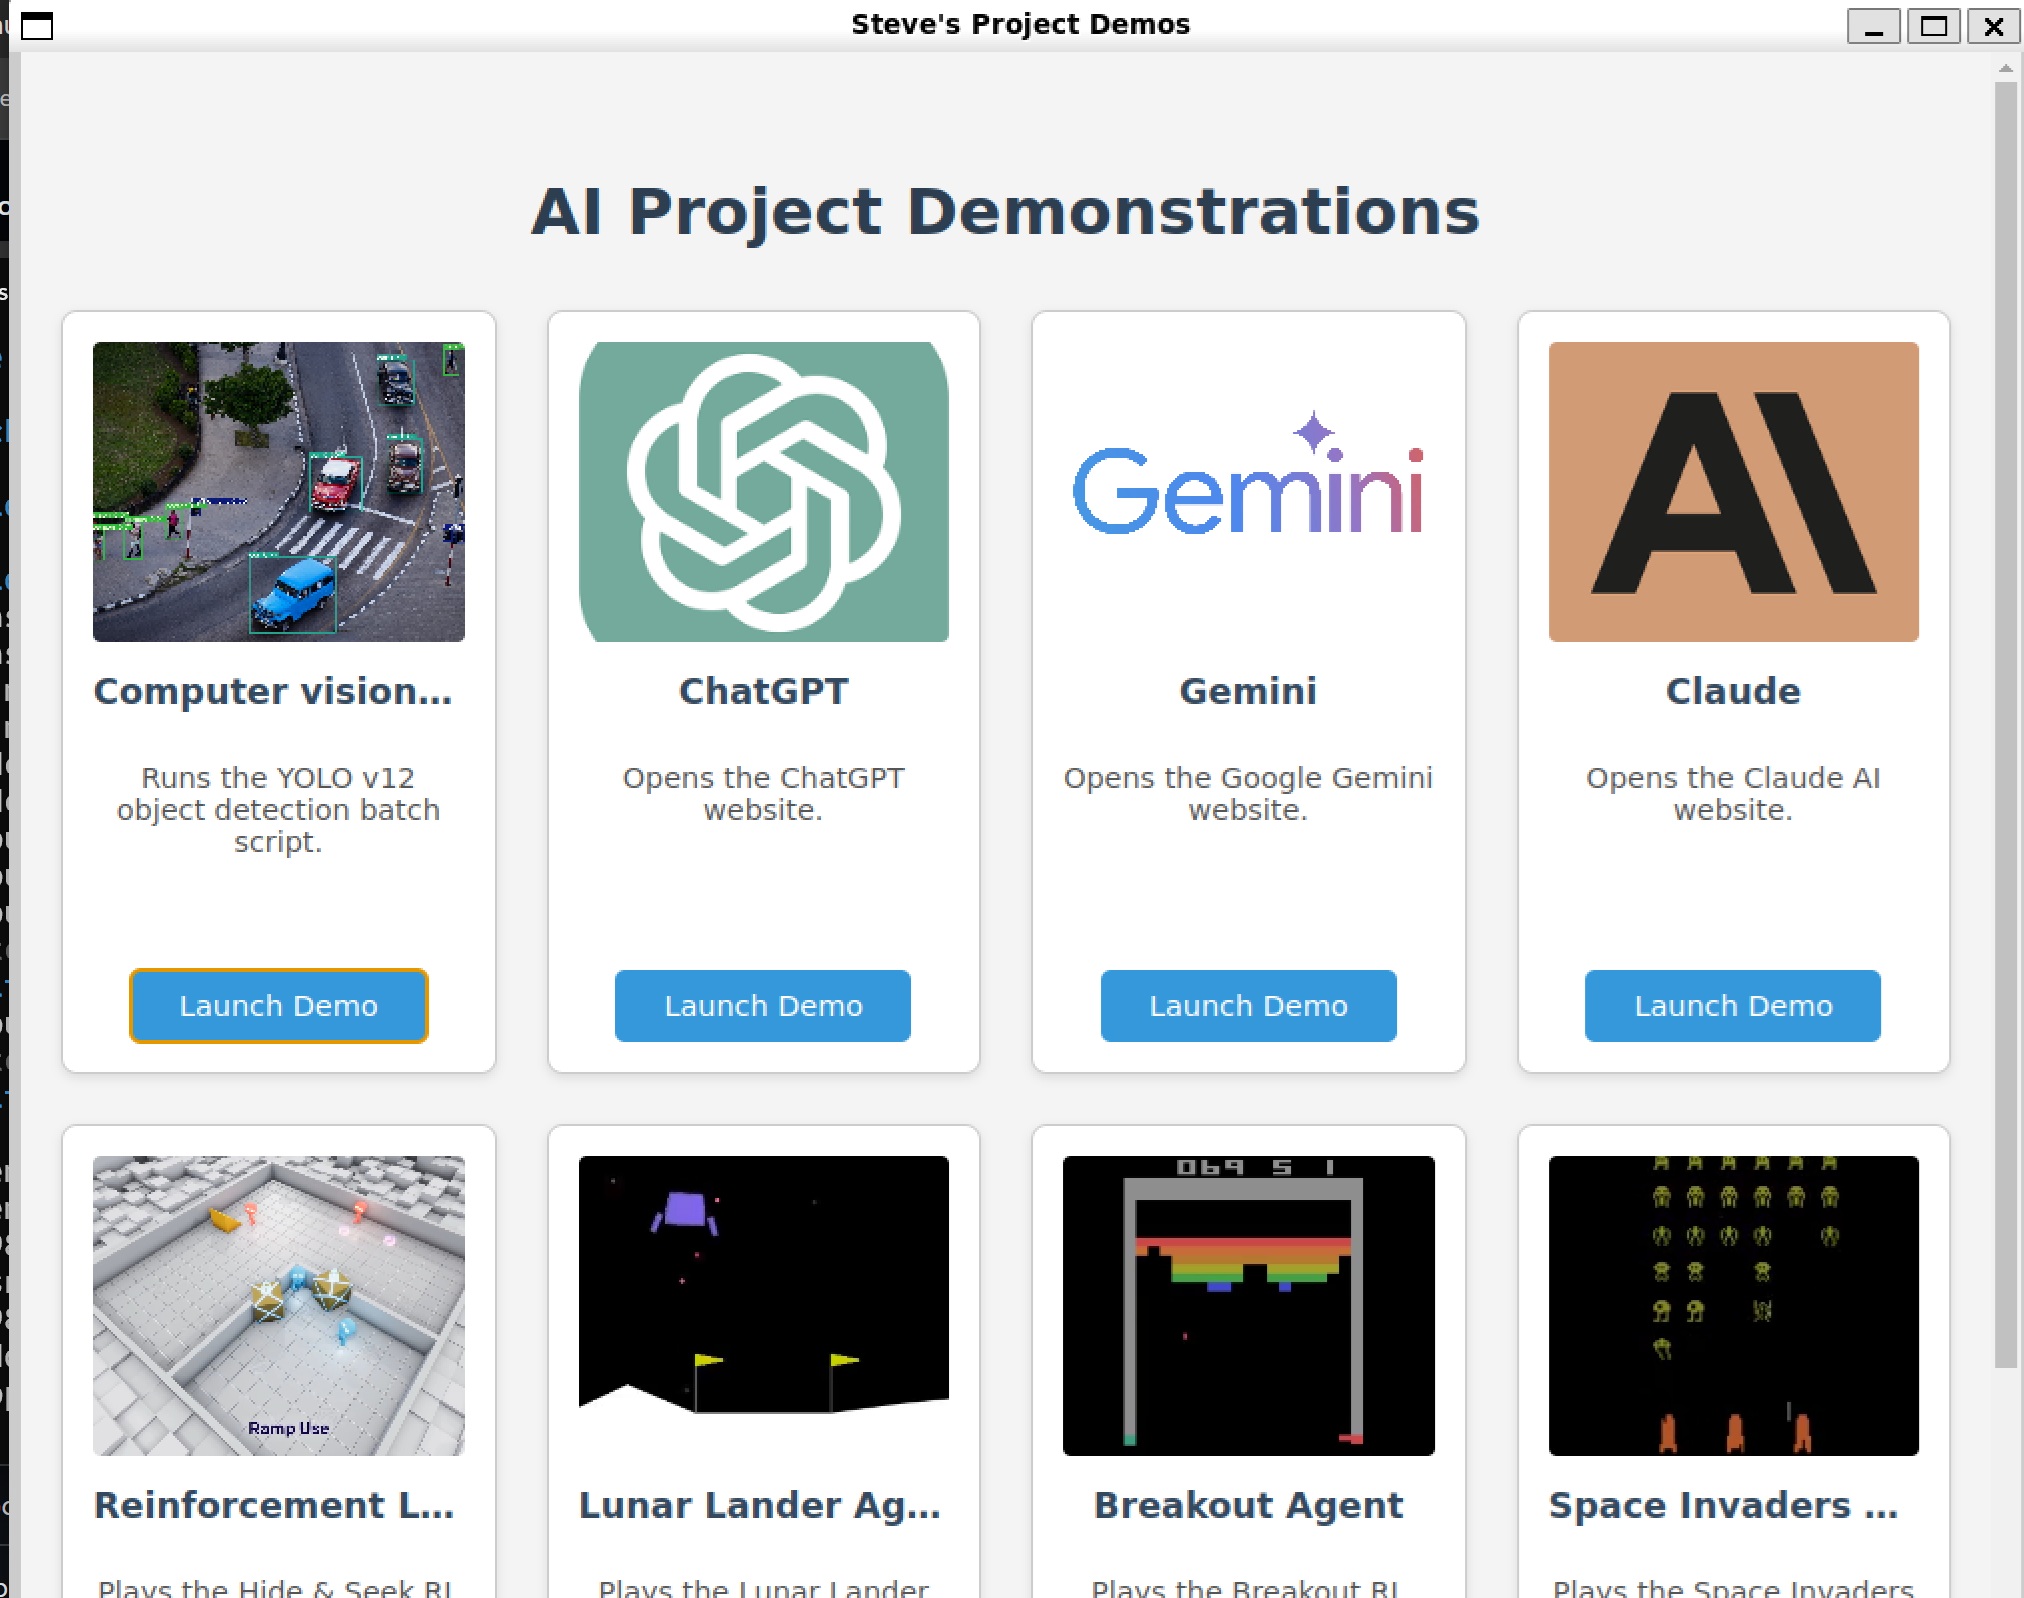 Steve's Project Demos
AI Project Demonstrations
Gemini
Computer vision...
ChatGPT
Gemini
Claude
Runs the YOLO v12
object detection batch
script.
Opens the ChatGPT
website.
Opens the Google Gemini
website.
Opens the Claude AI
website.
Launch Demo
Launch Demo
Launch Demo
Launch Demo
Ramp Use
069 5 1
Reinforcement L...
Lunar Lander Ag...
Breakout Agent
Space Invaders ...
Plays the Hide & Seek RL
Plays the Lunar Lander
Plays the Breakout RL
Plays the Space Invaders